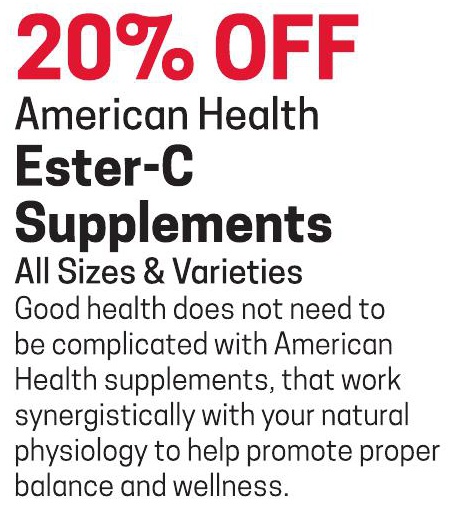 20% OFF
American Health
Ester-C
Supplements
All Sizes & Varieties
Good health does not need to
be complicated with American
Health supplements, that work
synergistically with your natural
physiology to help promote proper
balance and wellness.